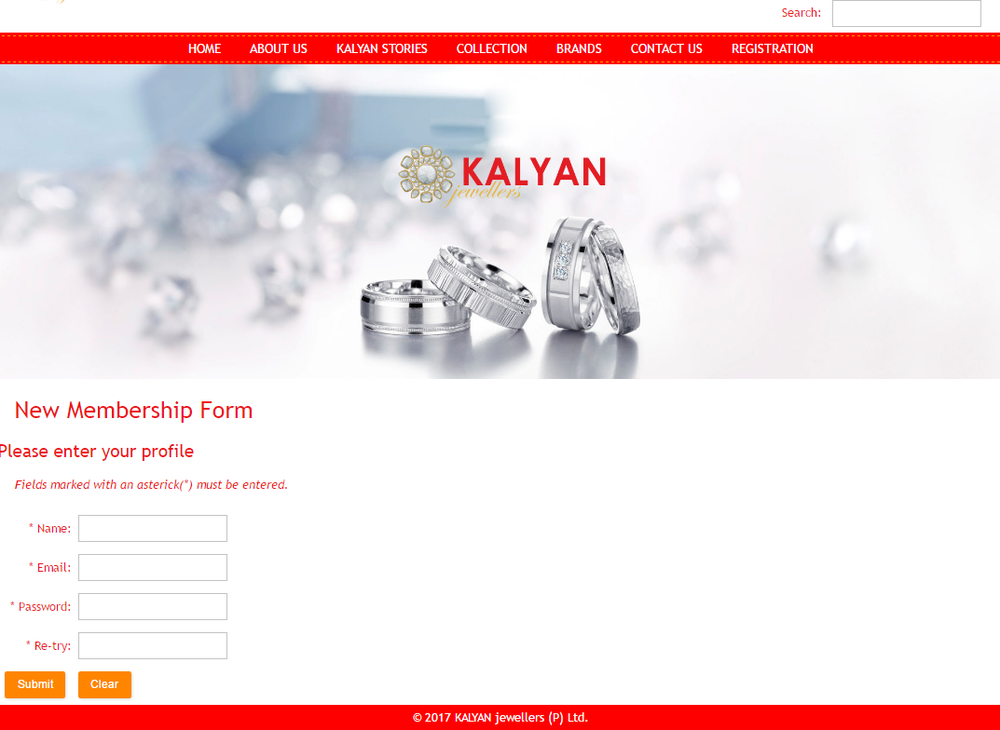 Search:
HOME ABOUT US KALYAN STORIES COLLECTION BRANDS CONTACT US REGISTRATION
KALYAN
jewellers
New Membership Form
Please enter your profile
Fields marked with an asterick(*) must be entered.
* Name:
* Email:
* Password:
* Re-try:
Submit Clear
© 2017 KALYAN jewellers (P) Ltd.